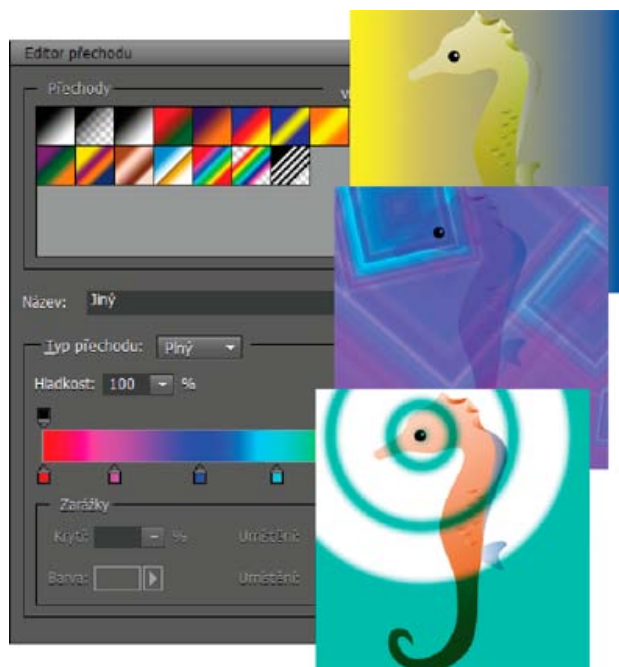 Editor přechodu
Přechody
Název: Jiný
Typ přechodu: Plný
Hladkost: 100 %
Zarážky
Krytí: % Umístění:
Barva: Umístění: